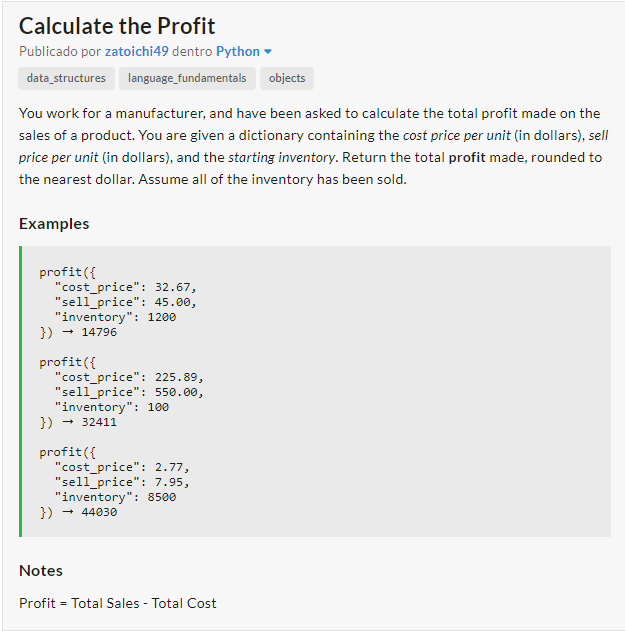 Calculate the Profit
Publicado por zatoichi49 dentro Python
data_structures language_fundamentals objects
You work for a manufacturer, and have been asked to calculate the total profit made on the
sales of a product. You are given a dictionary containing the cost price per unit (in dollars), sell
price per unit (in dollars), and the starting inventory. Return the total profit made, rounded to
the nearest dollar. Assume all of the inventory has been sold.
Examples
profit({
"cost_price": 32.67,
"sell_price": 45.00,
"inventory": 1200
}) → 14796
profit({
"cost_price": 225.89,
"sell_price": 550.00,
"inventory": 100
}) → 32411
profit({
"cost_price": 2.77,
"sell_price": 7.95,
"inventory": 8500
}) → 44030
Notes
Profit = Total Sales - Total Cost